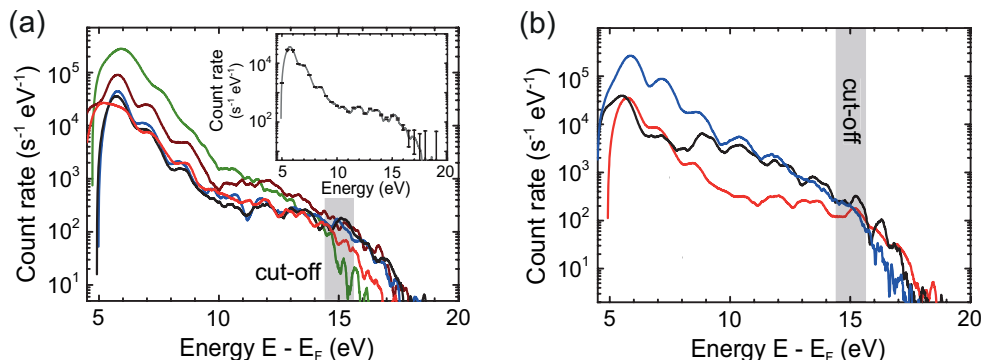 (a)
Count rate (s⁻¹ eV⁻¹)
10⁵
10⁴
10³
10²
10¹
5
10
15
20
Energy E - E_F (eV)
cut-off
Count rate
(s⁻¹ eV⁻¹)
10⁴
10²
5
10
15
20
Energy (eV)
(b)
Count rate (s⁻¹ eV⁻¹)
10⁵
10⁴
10³
10²
10¹
5
10
15
20
Energy E - E_F (eV)
cut-off